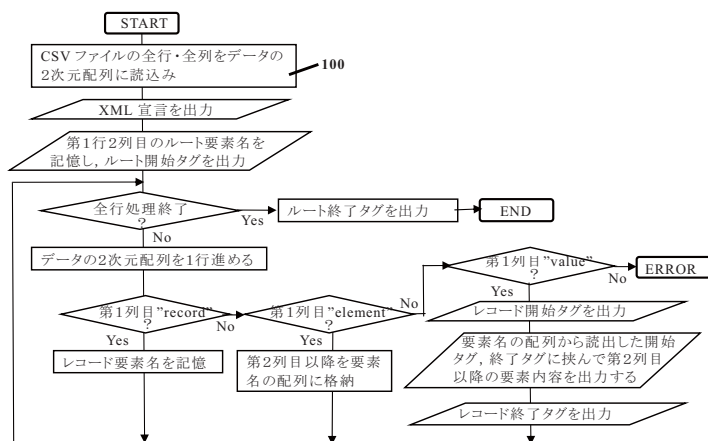 START
CSVファイルの全行・全列をデータの
2次元配列に読込み
100
XML 宣言を出力
第1行2列目のルート要素名を
記憶し，ルート開始タグを出力
全行処理終了
?
Yes
ルート終了タグを出力
END
No
データの2次元配列を1行進める
第1列目"value"
?
No
ERROR
Yes
第1列目"record"
?
No
第1列目"element"
?
No
レコード開始タグを出力
Yes
レコード要素名を記憶
Yes
第2列目以降を要素
名の配列に格納
要素名の配列から読出した開始
タグ，終了タグに挟んで第2列目
以降の要素内容を出力する
レコード終了タグを出力